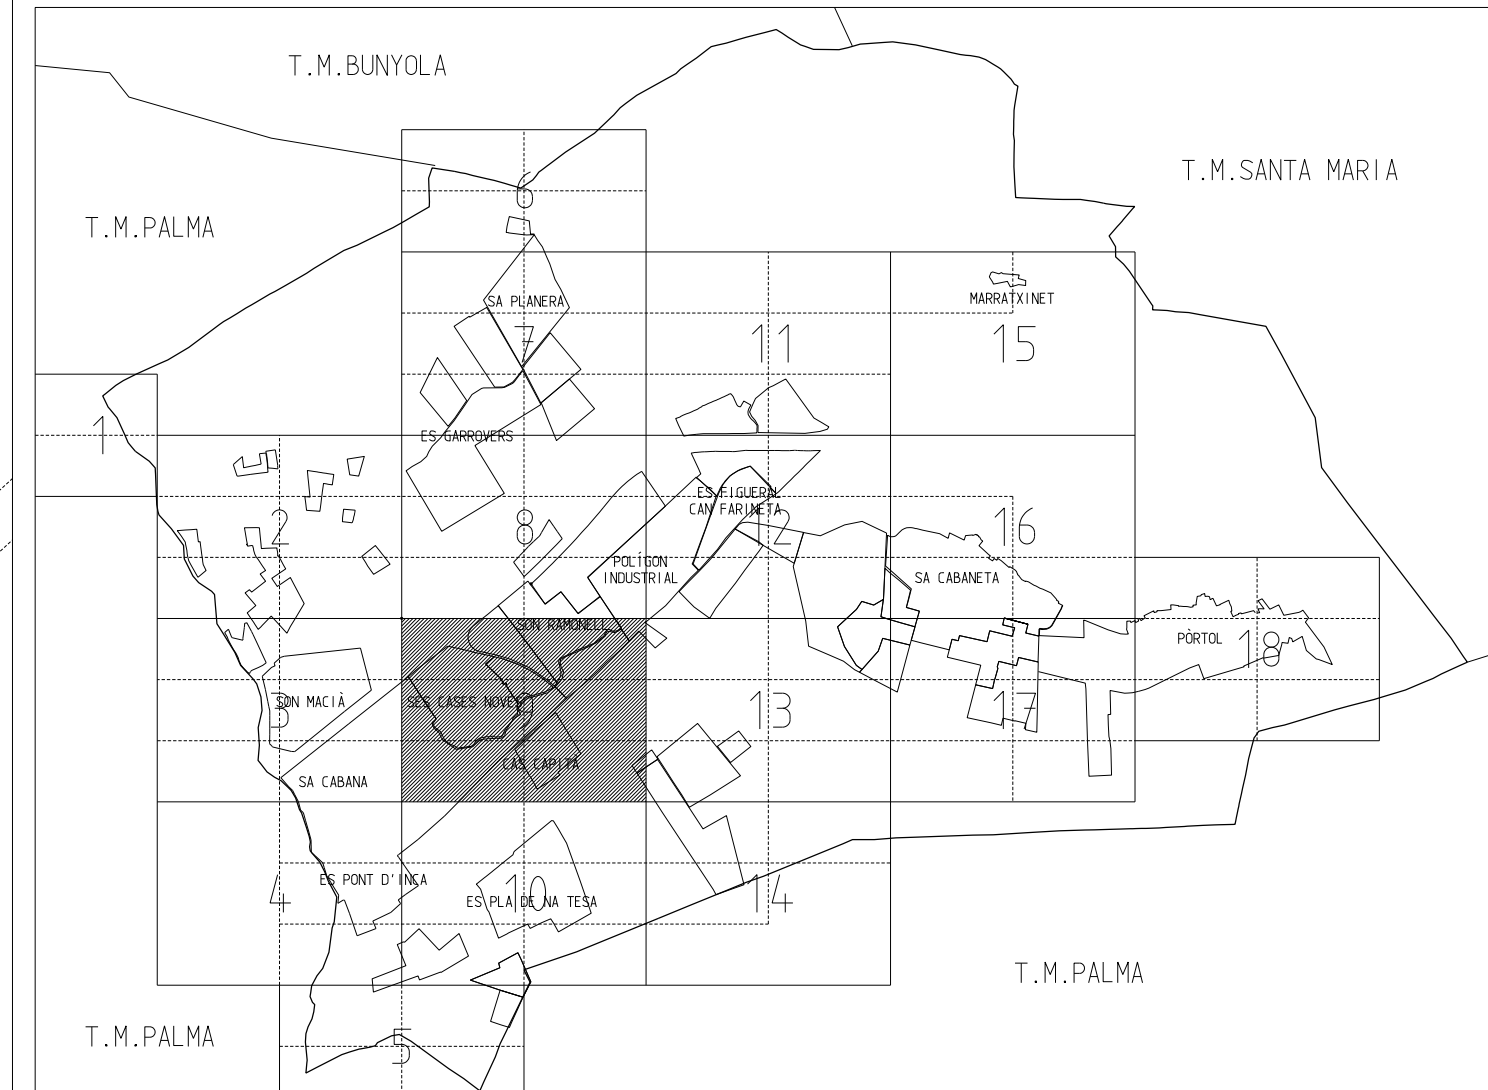 T.M.BUNYOLA
T.M.SANTA MARIA
T.M.PALMA
6
SA PLANERA
MARRATXINET
7
11
15
1
ES GARROVERS
ES FIGUERAL
CAN FARINETA
2
8
12
16
POLÍGON
INDUSTRIAL
SA CABANETA
SON RAMONELL
PÒRTOL
18
SON MACIÀ
3
SES CASES NOVES
9
13
17
CAS CAPITÀ
SA CABANA
ES PONT D'INCA
4
10
ES PLA DE NA TESA
14
T.M.PALMA
T.M.PALMA
5